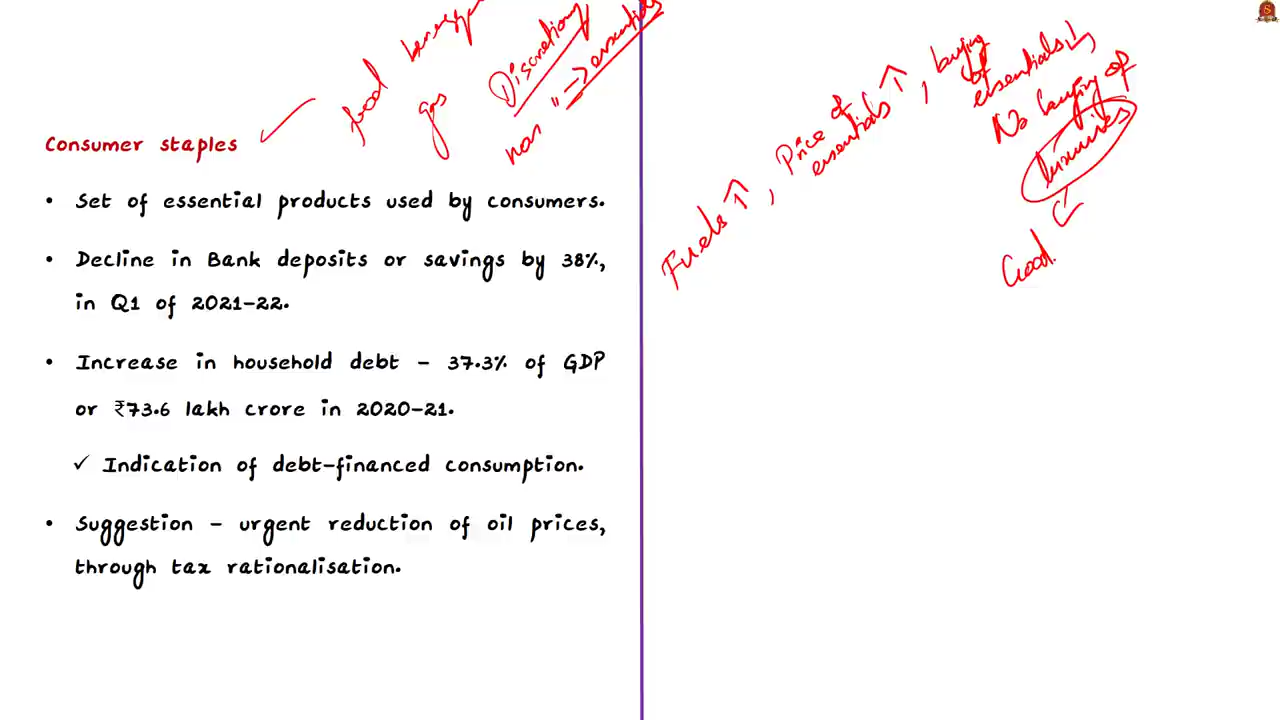 Consumer staples
food
gas
Discretionary
non "=> essentials
• Set of essential products used by consumers.
• Decline in Bank deposits or savings by 38%,
in Q1 of 2021-22.
• Increase in household debt – 37.3% of GDP
or ₹73.6 lakh crore in 2020-21.
✓ Indication of debt-financed consumption.
• Suggestion – urgent reduction of oil prices,
through tax rationalisation.
Fuels ↑,
Price of
essentials ↑,
buying
of
essentials ↓,
No buying of
luxuries
Good.